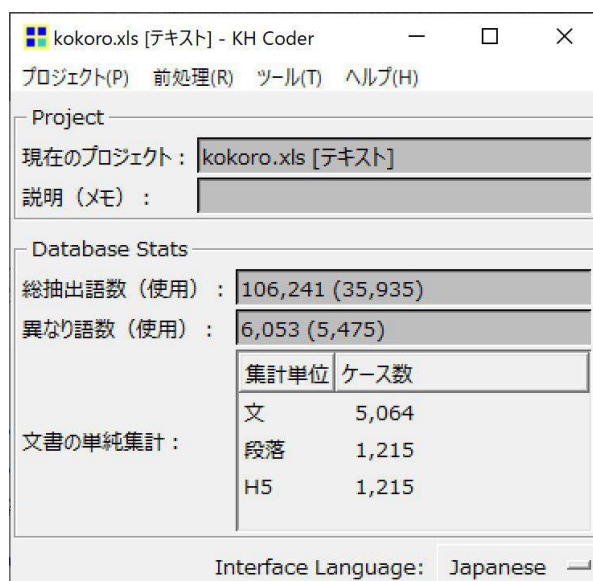 kokoro.xls [テキスト] - KH Coder
プロジェクト(P) 前処理(R) ツール(T) ヘルプ(H)
Project
現在のプロジェクト： kokoro.xls [テキスト]
説明（メモ）：
Database Stats
総抽出語数（使用）： 106,241 (35,935)
異なり語数（使用）： 6,053 (5,475)
集計単位 ケース数
文 5,064
文書の単純集計：
段落 1,215
H5 1,215
Interface Language: Japanese